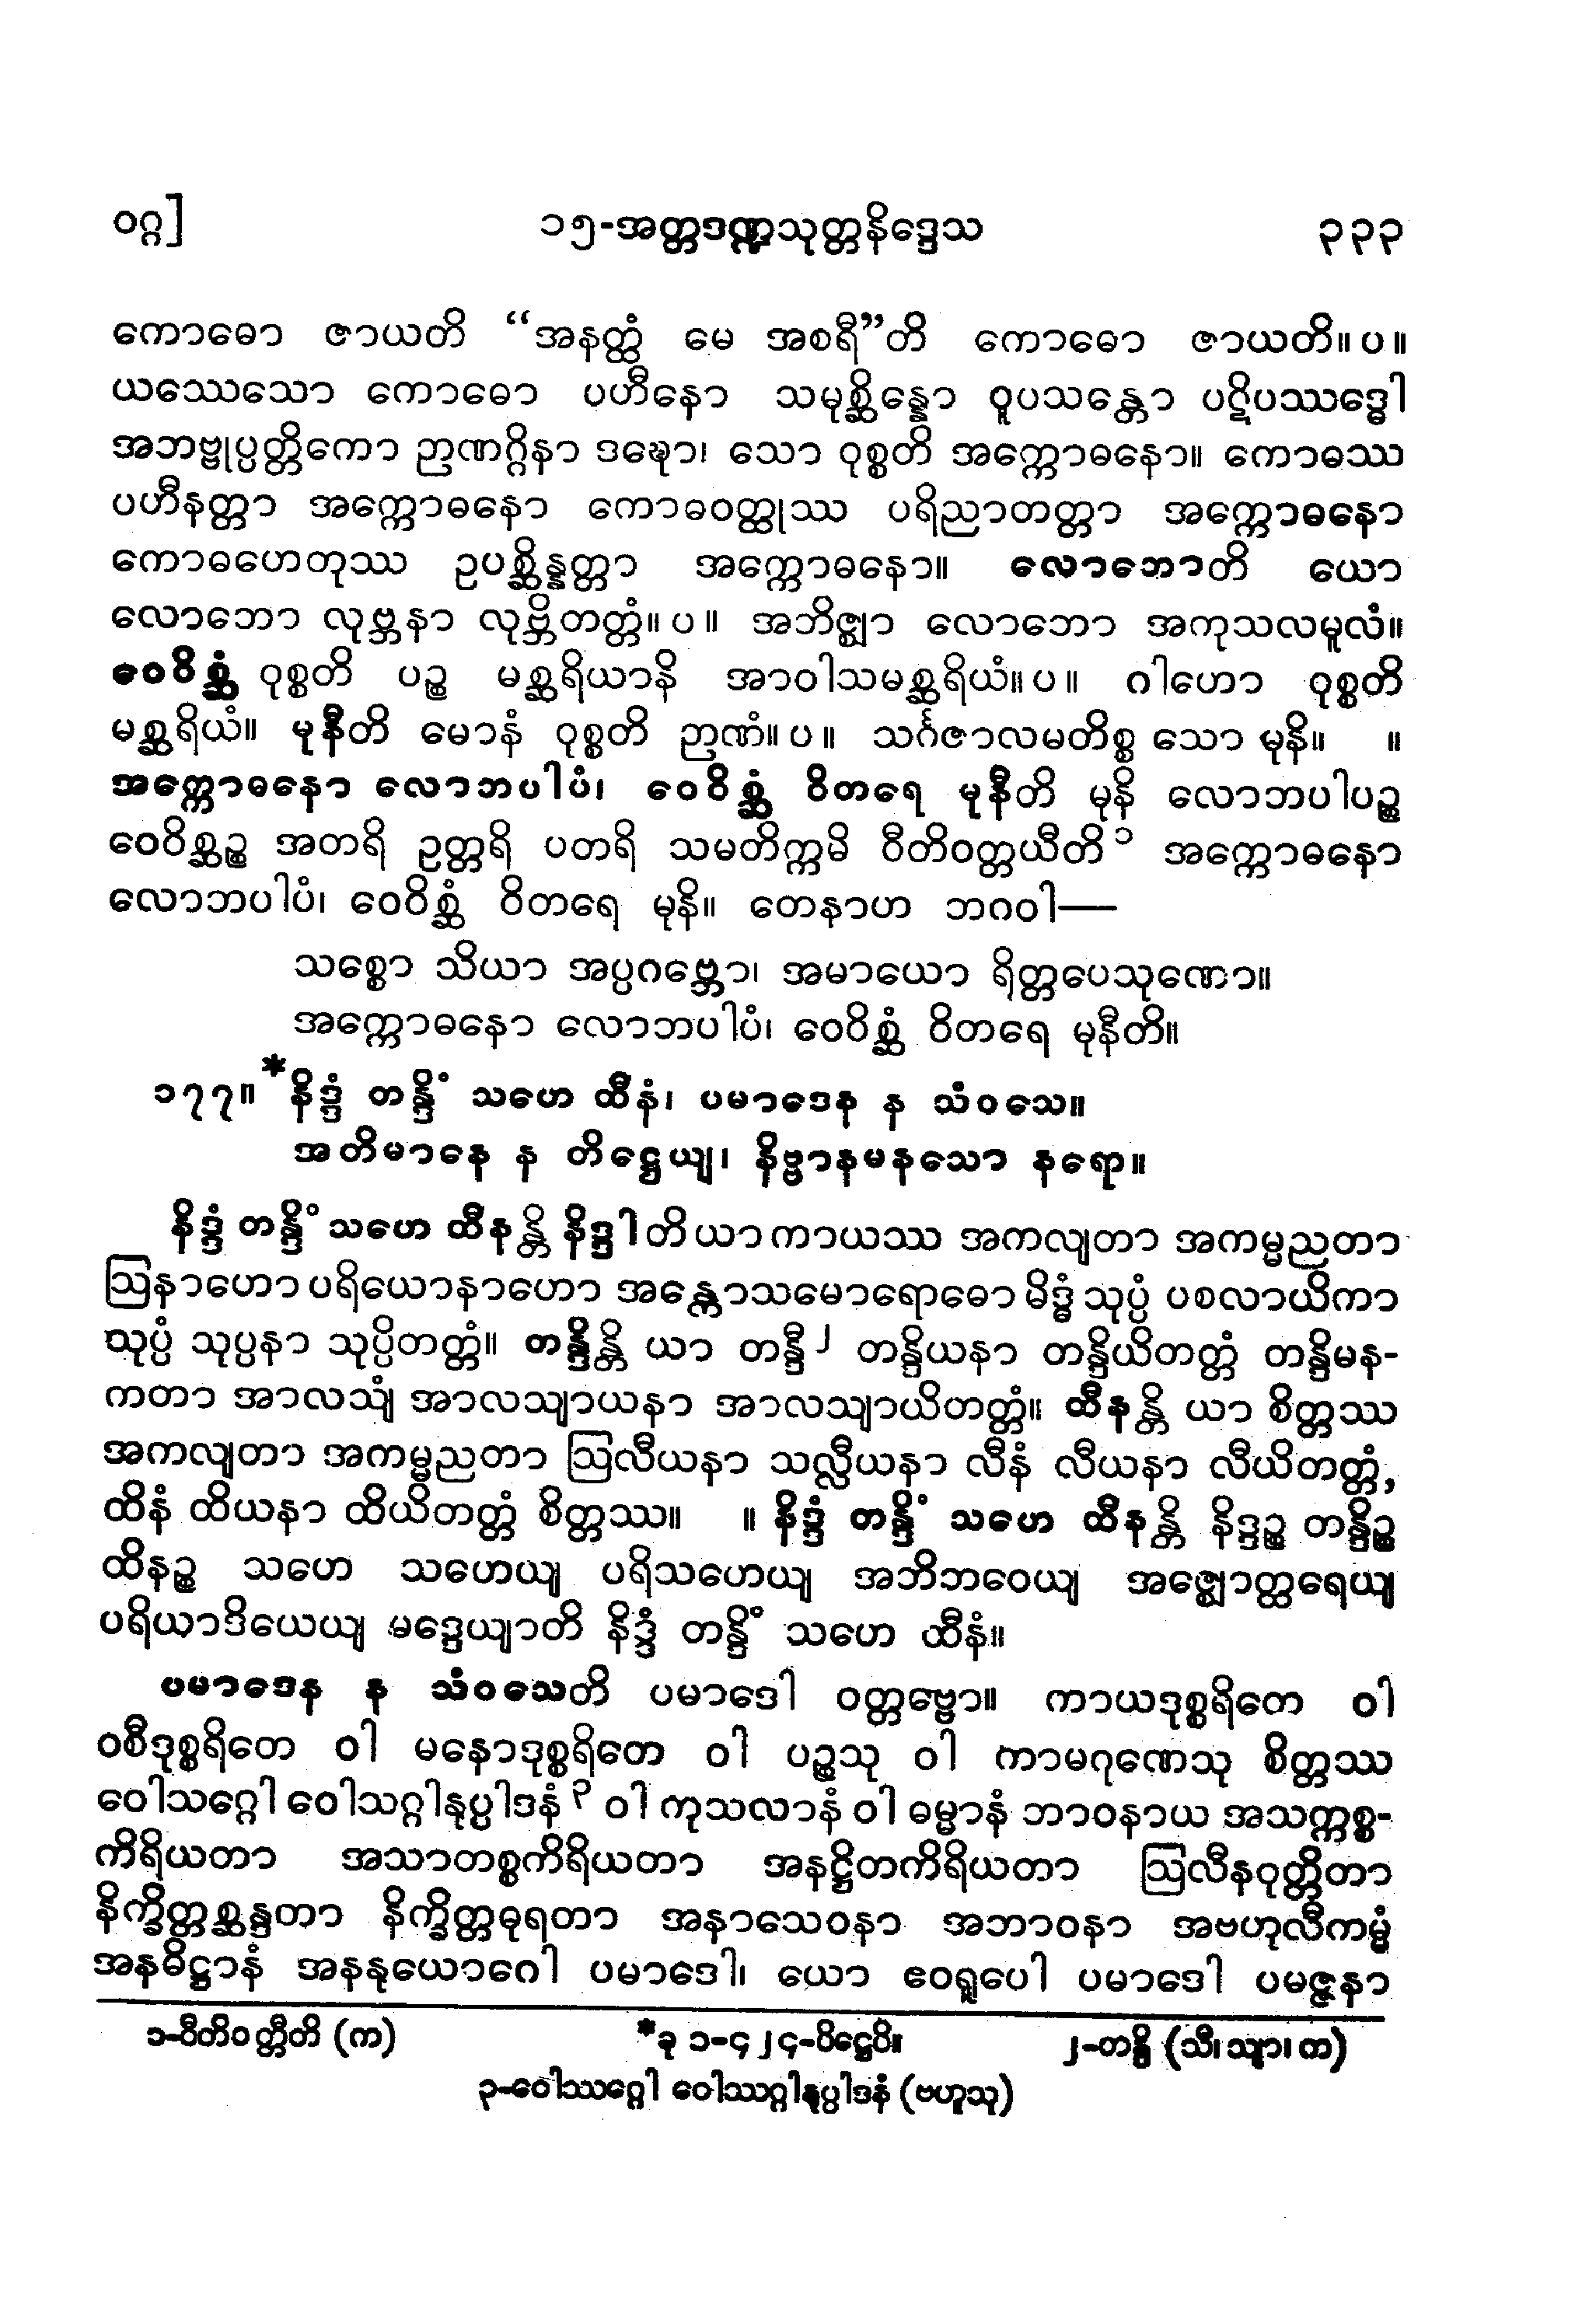 ဝဂ္ဂ] ၁၅-အတ္တဒဏ္ဍသုတ္တနိဒ္ဒေသ ၃၃၃
ကောဓော ဇာယတိ “အနတ္ထံ မေ အစရီ”တိ ကောဓော ဇာယတိ။ ပ ။
ယဿေသော ကောဓော ပဟီနော သမုစ္ဆိန္နော ဝူပသန္တော ပဋိပဿဒ္ဓေါ
အဘဗ္ဗုပ္ပတ္တိကော ဉာဏဂ္ဂိနာ ဒဍ္ဎော၊ သော ဝုစ္စတိ အက္ကောဓနော။ ကောဓဿ
ပဟီနတ္တာ အက္ကောဓနော ကောဓဝတ္ထုဿ ပရိညာတတ္တာ အက္ကောဓနော
ကောဓဟေတုဿ ဥပစ္ဆိန္နတ္တာ အက္ကောဓနော။ လောဘောတိ ယော
လောဘော လုဗ္ဘနာ လုဗ္ဘိတတ္တံ။ ပ ။ အဘိဇ္ဈာ လောဘော အကုသလမူလံ။
ဝေဝိစ္ဆံ ဝုစ္စတိ ပဉ္စ မစ္ဆရိယာနိ အာဝါသမစ္ဆရိယံ။ ပ ။ ဂါဟော ဝုစ္စတိ
မစ္ဆရိယံ။ မုနီတိ မောနံ ဝုစ္စတိ ဉာဏံ။ ပ ။ သင်္ဂဇာလမတိစ္စ သော မုနိ။ ။
အက္ကောဓနော လောဘပါပံ၊ ဝေဝိစ္ဆံ ဝိတရေ မုနီတိ မုနိ လောဘပါပဉ္စ
ဝေဝိစ္ဆဉ္စ အတရိ ဥတ္တရိ ပတရိ သမတိက္ကမိ ဝီတိဝတ္တယီတိ ၁ အက္ကောဓနော
လောဘပါပံ၊ ဝေဝိစ္ဆံ ဝိတရေ မုနိ။ တေနာဟ ဘဂဝါ—
သစ္စော သိယာ အပ္ပဂဗ္ဘော၊ အမာယော ရိတ္တပေသုဏော။
အက္ကောဓနော လောဘပါပံ၊ ဝေဝိစ္ဆံ ဝိတရေ မုနီတိ။
၁၇၇။ *နိဒ္ဒံ တန္ဒိံ သဟေ ထီနံ၊ ပမာဒေန န သံဝသေ။
အတိမာနေ န တိဋ္ဌေယျ၊ နိဗ္ဗာနမနသော နရော။
နိဒ္ဒံ တန္ဒိံ သဟေ ထီနန္တိ နိဒ္ဒါတိ ယာ ကာယဿ အကလျတာ အကမ္မညတာ
ဩနာဟော ပရိယောနာဟော အန္တောသမောရောဓော မိဒ္ဓံ သုပ္ပံ ပစလာယိကာ
သုပ္ပံ သုပ္ပနာ သုပ္ပိတတ္တံ။ တန္ဒိန္တိ ယာ တန္ဒီ ၂ တန္ဒိယနာ တန္ဒိယိတတ္တံ တန္ဒိမန-
ကတာ အာလသျံ အာလသျာယနာ အာလသျာယိတတ္တံ။ ထီနန္တိ ယာ စိတ္တဿ
အကလျတာ အကမ္မညတာ ဩလီယနာ သလ္လီယနာ လီနံ လီယနာ လီယိတတ္တံ,
ထိနံ ထိယနာ ထိယိတတ္တံ စိတ္တဿ။ ။ နိဒ္ဒံ တန္ဒိံ သဟေ ထီနန္တိ နိဒ္ဒဉ္စ တန္ဒိဉ္စ
ထိနဉ္စ သဟေ သဟေယျ ပရိသဟေယျ အဘိဘဝေယျ အဇ္ဈောတ္ထရေယျ
ပရိယာဒိယေယျ မဒ္ဒေယျာတိ နိဒ္ဒံ တန္ဒိံ သဟေ ထီနံ။
ပမာဒေန န သံဝသေတိ ပမာဒေါ ဝတ္တဗ္ဗော။ ကာယဒုစ္စရိတေ ဝါ
ဝစီဒုစ္စရိတေ ဝါ မနောဒုစ္စရိတေ ဝါ ပဉ္စသု ဝါ ကာမဂုဏေသု စိတ္တဿ
ဝေါသဂ္ဂေါ ဝေါသဂ္ဂါနုပ္ပါဒနံ ၃ ဝါ ကုသလာနံ ဝါ ဓမ္မာနံ ဘာဝနာယ အသက္ကစ္စ-
ကိရိယတာ အသာတစ္စကိရိယတာ အနဋ္ဌိတကိရိယတာ ဩလီနဝုတ္တိတာ
နိက္ခိတ္တစ္ဆန္ဒတာ နိက္ခိတ္တဓုရတာ အနာသေဝနာ အဘာဝနာ အဗဟုလီကမ္မံ
အနဓိဋ္ဌာနံ အနနုယောဂေါ ပမာဒေါ၊ ယော ဧဝရူပေါ ပမာဒေါ ပမဇ္ဇနာ
၁-ဝီတိဝတ္တီတိ (က) *ခု ၁-၄၂၄-ပိဋ္ဌေပိ။ ၂-တန္ဒိ (သီ၊ သျာ၊ က)
၃-ဝေါဿဂ္ဂေါ ဝေါဿဂ္ဂါနုပ္ပါဒနံ (ဗဟူသု)